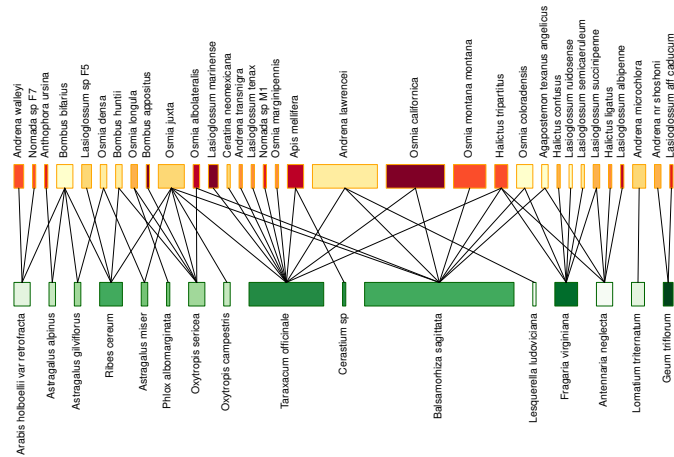 Andrena walleyi
Nomada sp F7
Anthophora ursina
Bombus bifarius
Lasioglossum sp F5
Osmia densa
Bombus huntii
Osmia longula
Bombus appositus
Osmia juxta
Osmia albolateralis
Lasioglossum marinense
Ceratina neomexicana
Andrena transnigra
Lasioglossum tenax
Nomada sp M1
Osmia marginipennis
Apis mellifera
Andrena lawrencei
Osmia californica
Osmia montana montana
Halictus tripartitus
Osmia coloradensis
Agapostemon texanus angelicus
Halictus confusus
Lasioglossum ruidosense
Lasioglossum semicaeruleum
Lasioglossum succinipenne
Halictus ligatus
Lasioglossum albipenne
Andrena microchlora
Andrena nr shoshoni
Lasioglossum aff caducum
Arabis holboellii var retrofracta
Astragalus alpinus
Astragalus gilviflorus
Ribes cereum
Astragalus miser
Phlox albomarginata
Oxytropis sericea
Oxytropis campestris
Taraxacum officinale
Cerastium sp
Balsamorhiza sagittata
Lesquerella ludoviciana
Fragaria virginiana
Antennaria neglecta
Lomatium triternatum
Geum triflorum